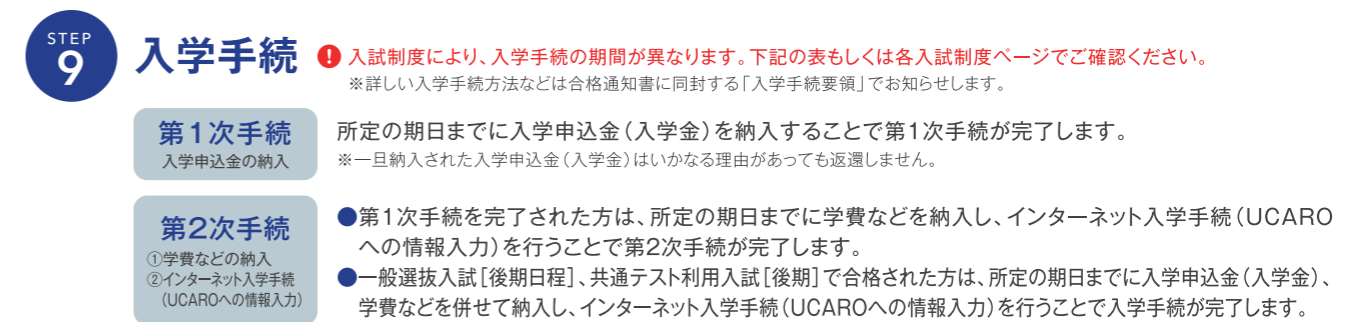 STEP
9
入学手続
! 入試制度により、入学手続の期間が異なります。下記の表もしくは各入試制度ページでご確認ください。
※詳しい入学手続方法などは合格通知書に同封する「入学手続要領」でお知らせします。
第1次手続
入学申込金の納入
所定の期日までに入学申込金(入学金)を納入することで第1次手続が完了します。
※一旦納入された入学申込金(入学金)はいかなる理由があっても返還しません。
第2次手続
①学費などの納入
②インターネット入学手続
(UCAROへの情報入力)
●第1次手続を完了された方は、所定の期日までに学費などを納入し、インターネット入学手続(UCARO
への情報入力)を行うことで第2次手続が完了します。
●一般選抜入試[後期日程]、共通テスト利用入試[後期]で合格された方は、所定の期日までに入学申込金(入学金)、
学費などを併せて納入し、インターネット入学手続(UCAROへの情報入力)を行うことで入学手続が完了します。